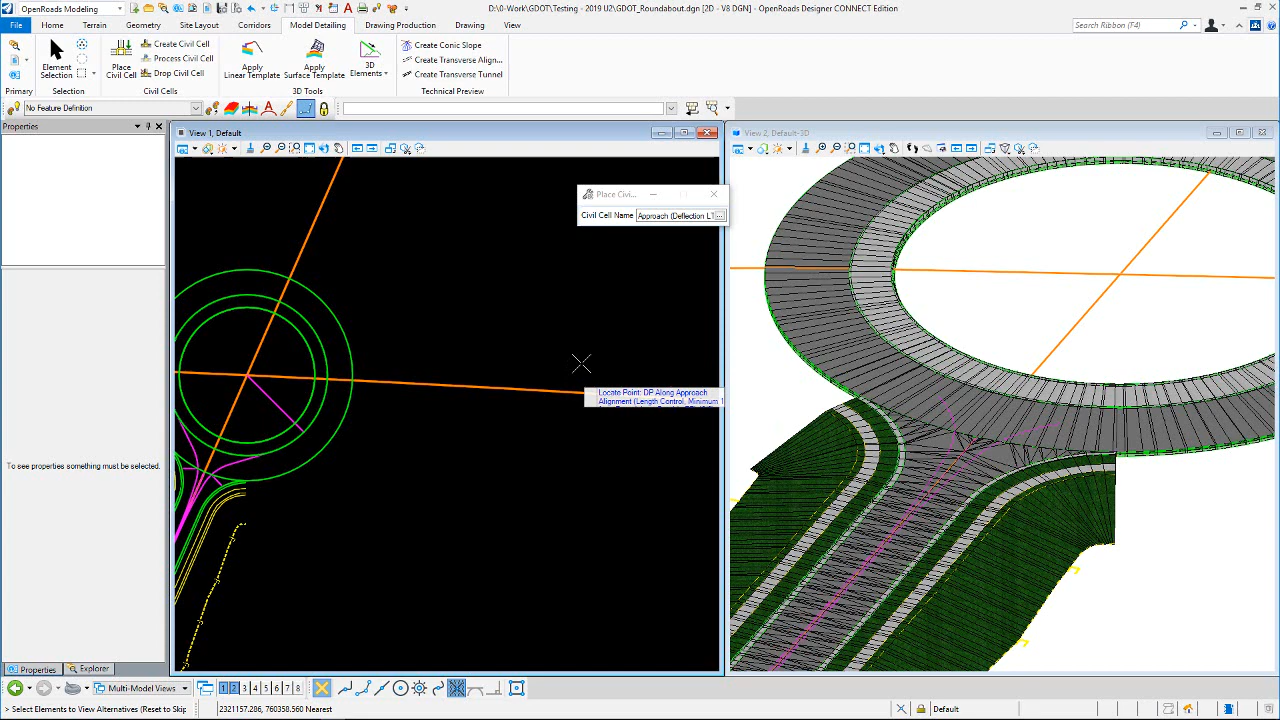 OpenRoads Modeling
D:\0-Work\GDOT\Testing - 2019 U2\GDOT_Roundabout.dgn [2D - V8 DGN] - OpenRoads Designer CONNECT Edition
File Home Terrain Geometry Site Layout Corridors Model Detailing Drawing Production Drawing View
Search Ribbon (F4)
Element
Selection
Place
Civil Cell
Create Civil Cell
Process Civil Cell
Drop Civil Cell
Apply
Linear Template
Apply
Surface Template
3D
Elements
Create Conic Slope
Create Transverse Align...
Create Transverse Tunnel
Primary Selection Civil Cells 3D Tools Technical Preview
No Feature Definition
Properties
View 1, Default
View 2, Default-3D
Place Civi...
Civil Cell Name Approach (Deflection LT ...
Locate Point: DP Along Approach
Alignment (Length Control, Minimum 1
To see properties something must be selected.
Properties Explorer
Multi-Model Views
1 2 3 4 5 6 7 8
> Select Elements to View Alternatives (Reset to Skip
2321157.286, 760358.560 Nearest
Default